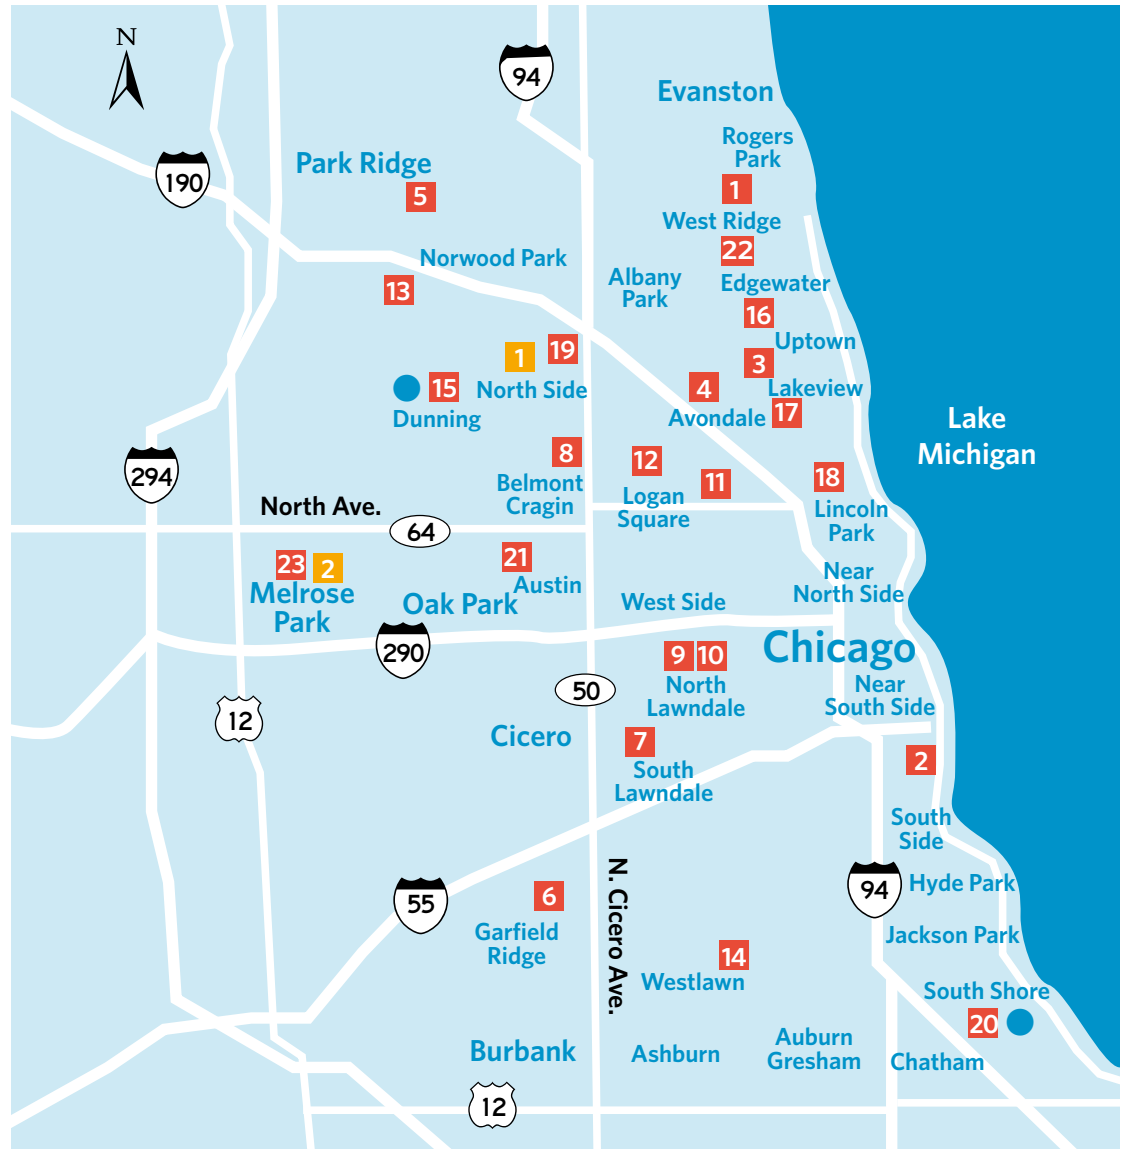 N
94
Evanston
Rogers
Park
Park Ridge
190
5
1
West Ridge
22
Norwood Park
Albany
Park
Edgewater
13
16
Uptown
19
1
3
Lakeview
15
North Side
4
Dunning
Avondale
17
Lake
Michigan
8
12
11
18
294
Belmont
Cragin
Logan
Square
Lincoln
Park
North Ave.
64
23
2
21
Near
North Side
Melrose
Park
Austin
Oak Park
West Side
290
9
10
Chicago
North
Lawndale
50
Near
South Side
12
Cicero
7
South
Lawndale
2
South
Side
N. Cicero Ave.
55
6
94
Hyde Park
Garfield
Ridge
Jackson Park
14
Westlawn
South Shore
20
Burbank
Ashburn
Auburn
Gresham
Chatham
12